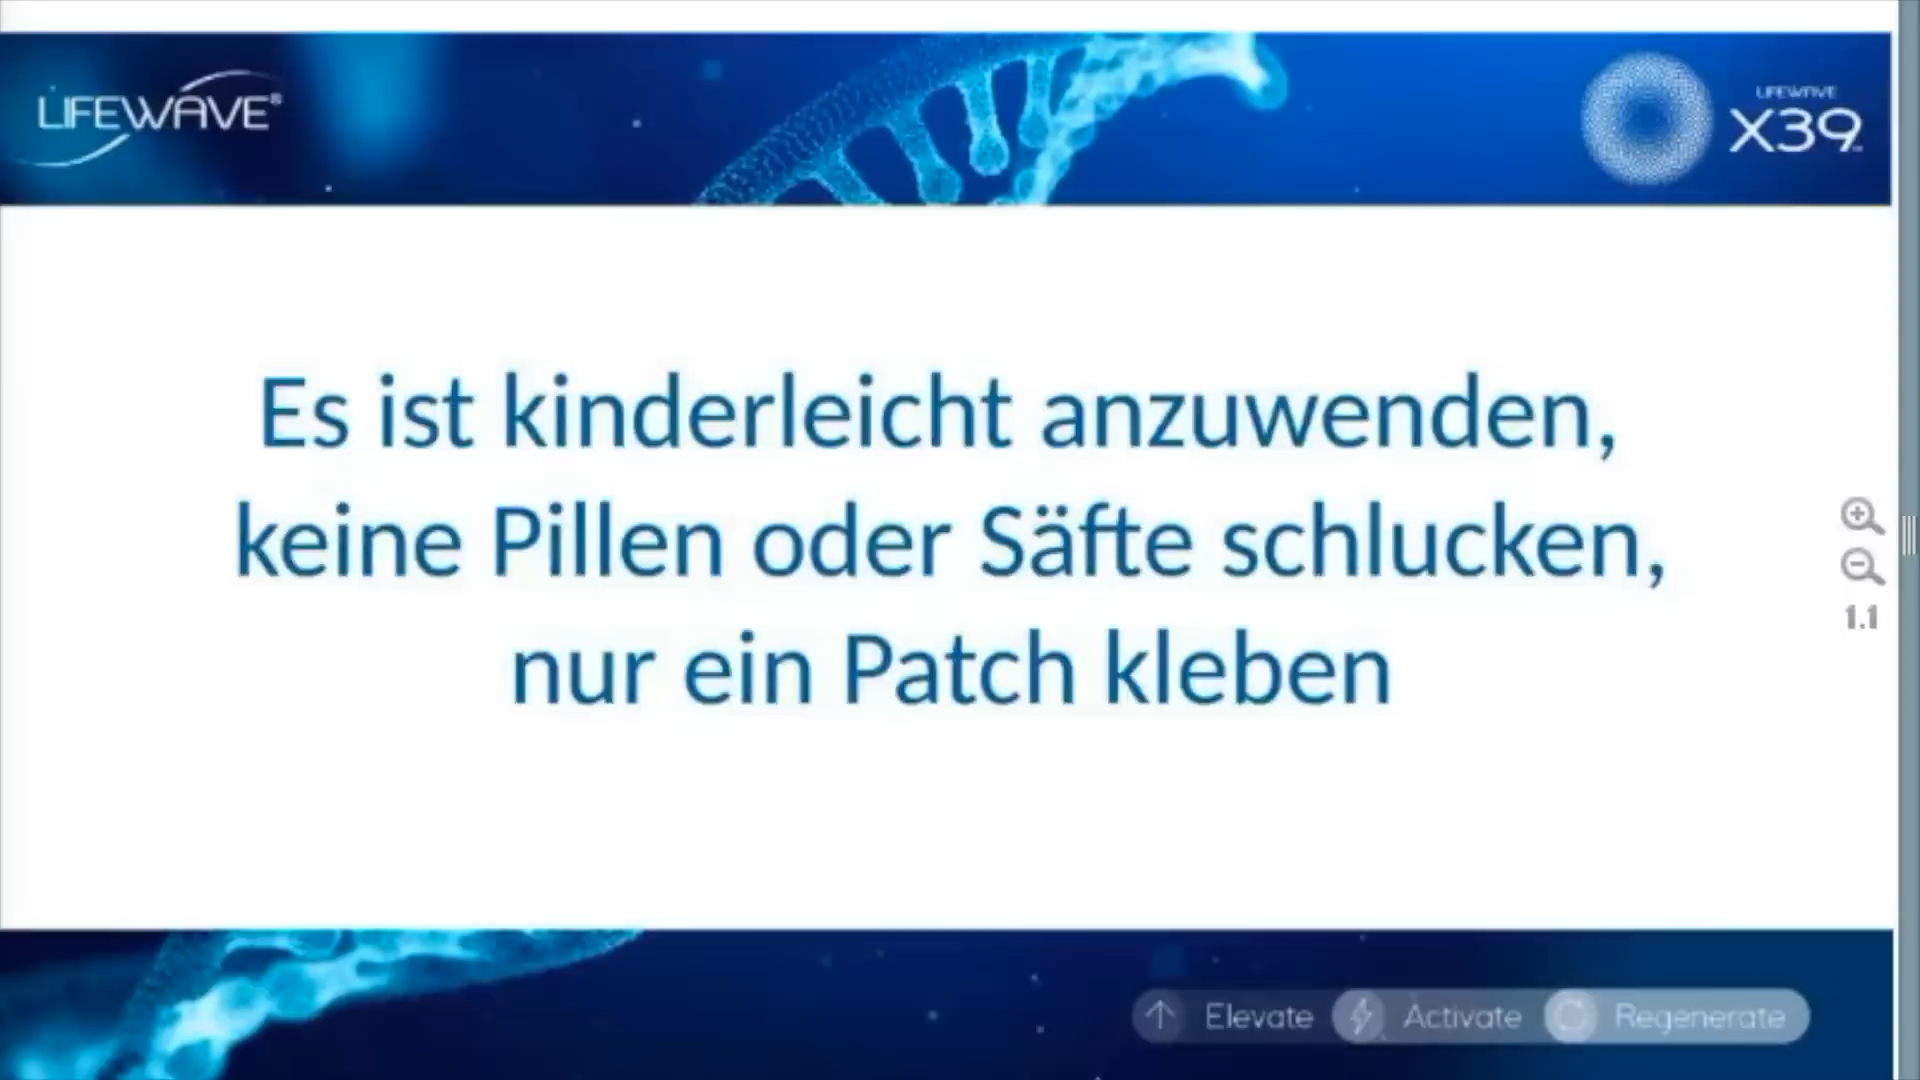 LIFEWAVE®
LIFEWAVE
X39
Es ist kinderleicht anzuwenden,
keine Pillen oder Säfte schlucken,
nur ein Patch kleben
1.1
Elevate Activate Regenerate